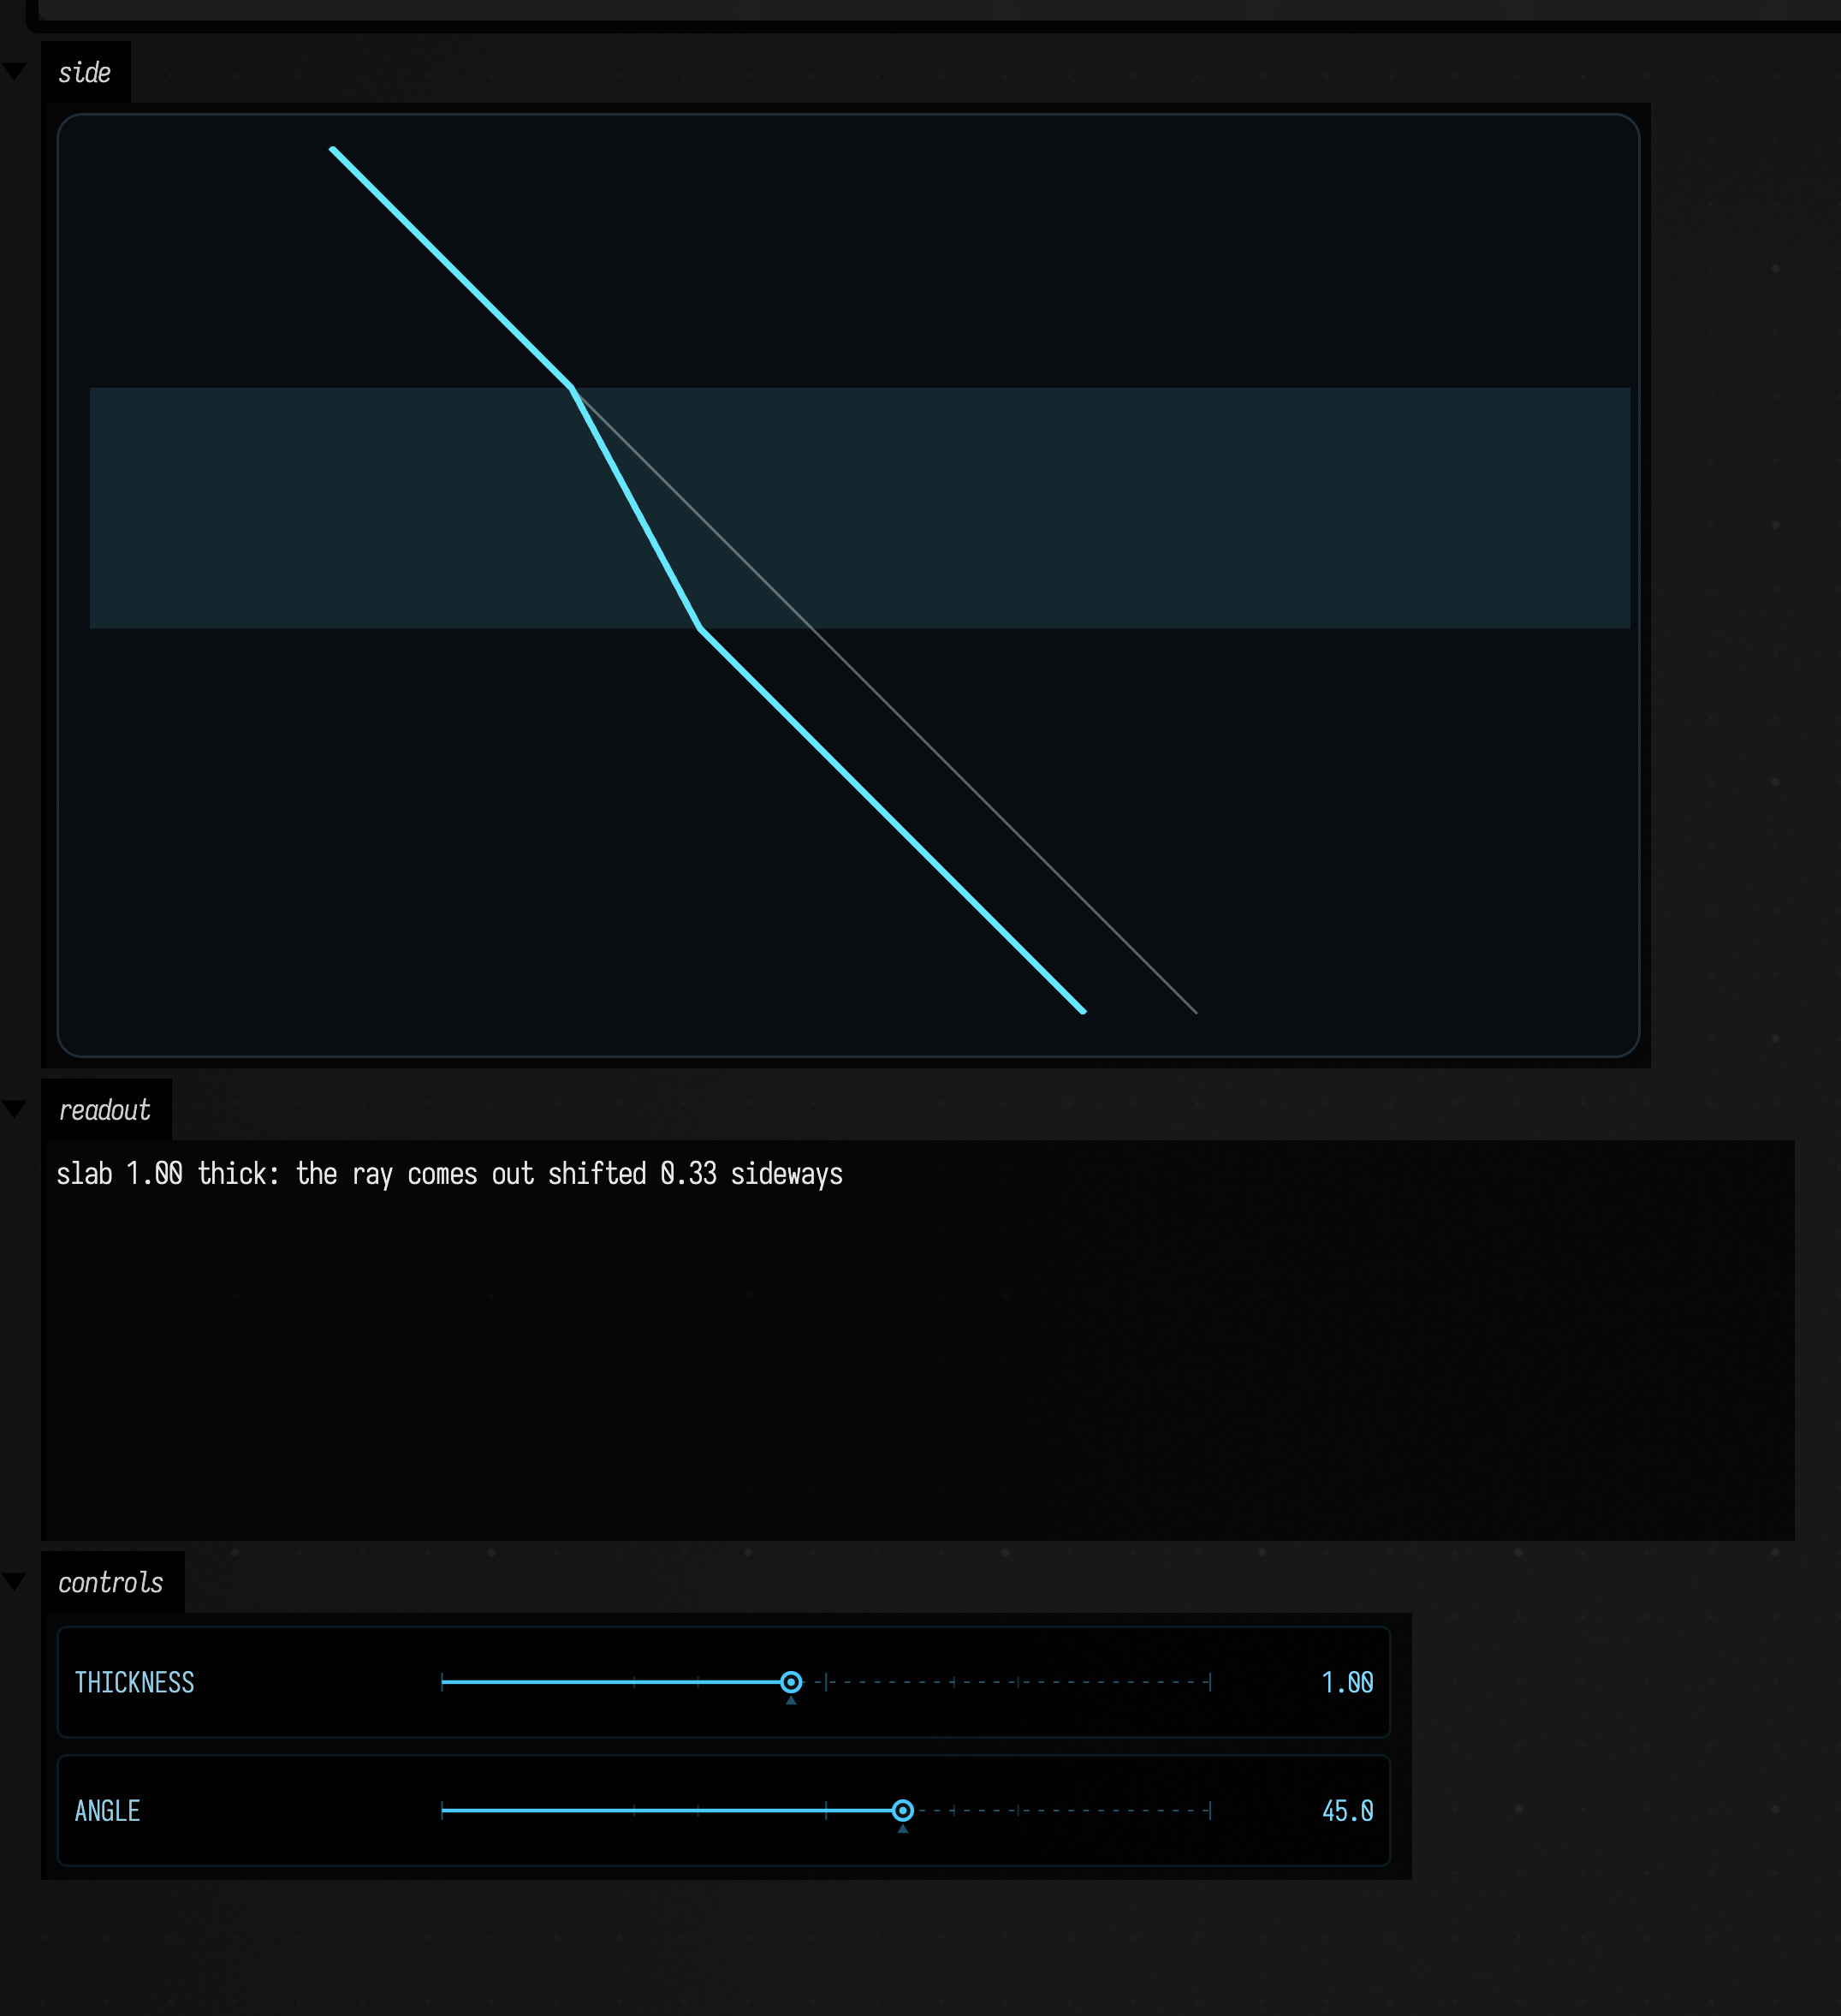 side
readout
slab 1.00 thick: the ray comes out shifted 0.33 sideways
controls
THICKNESS 1.00
ANGLE 45.0